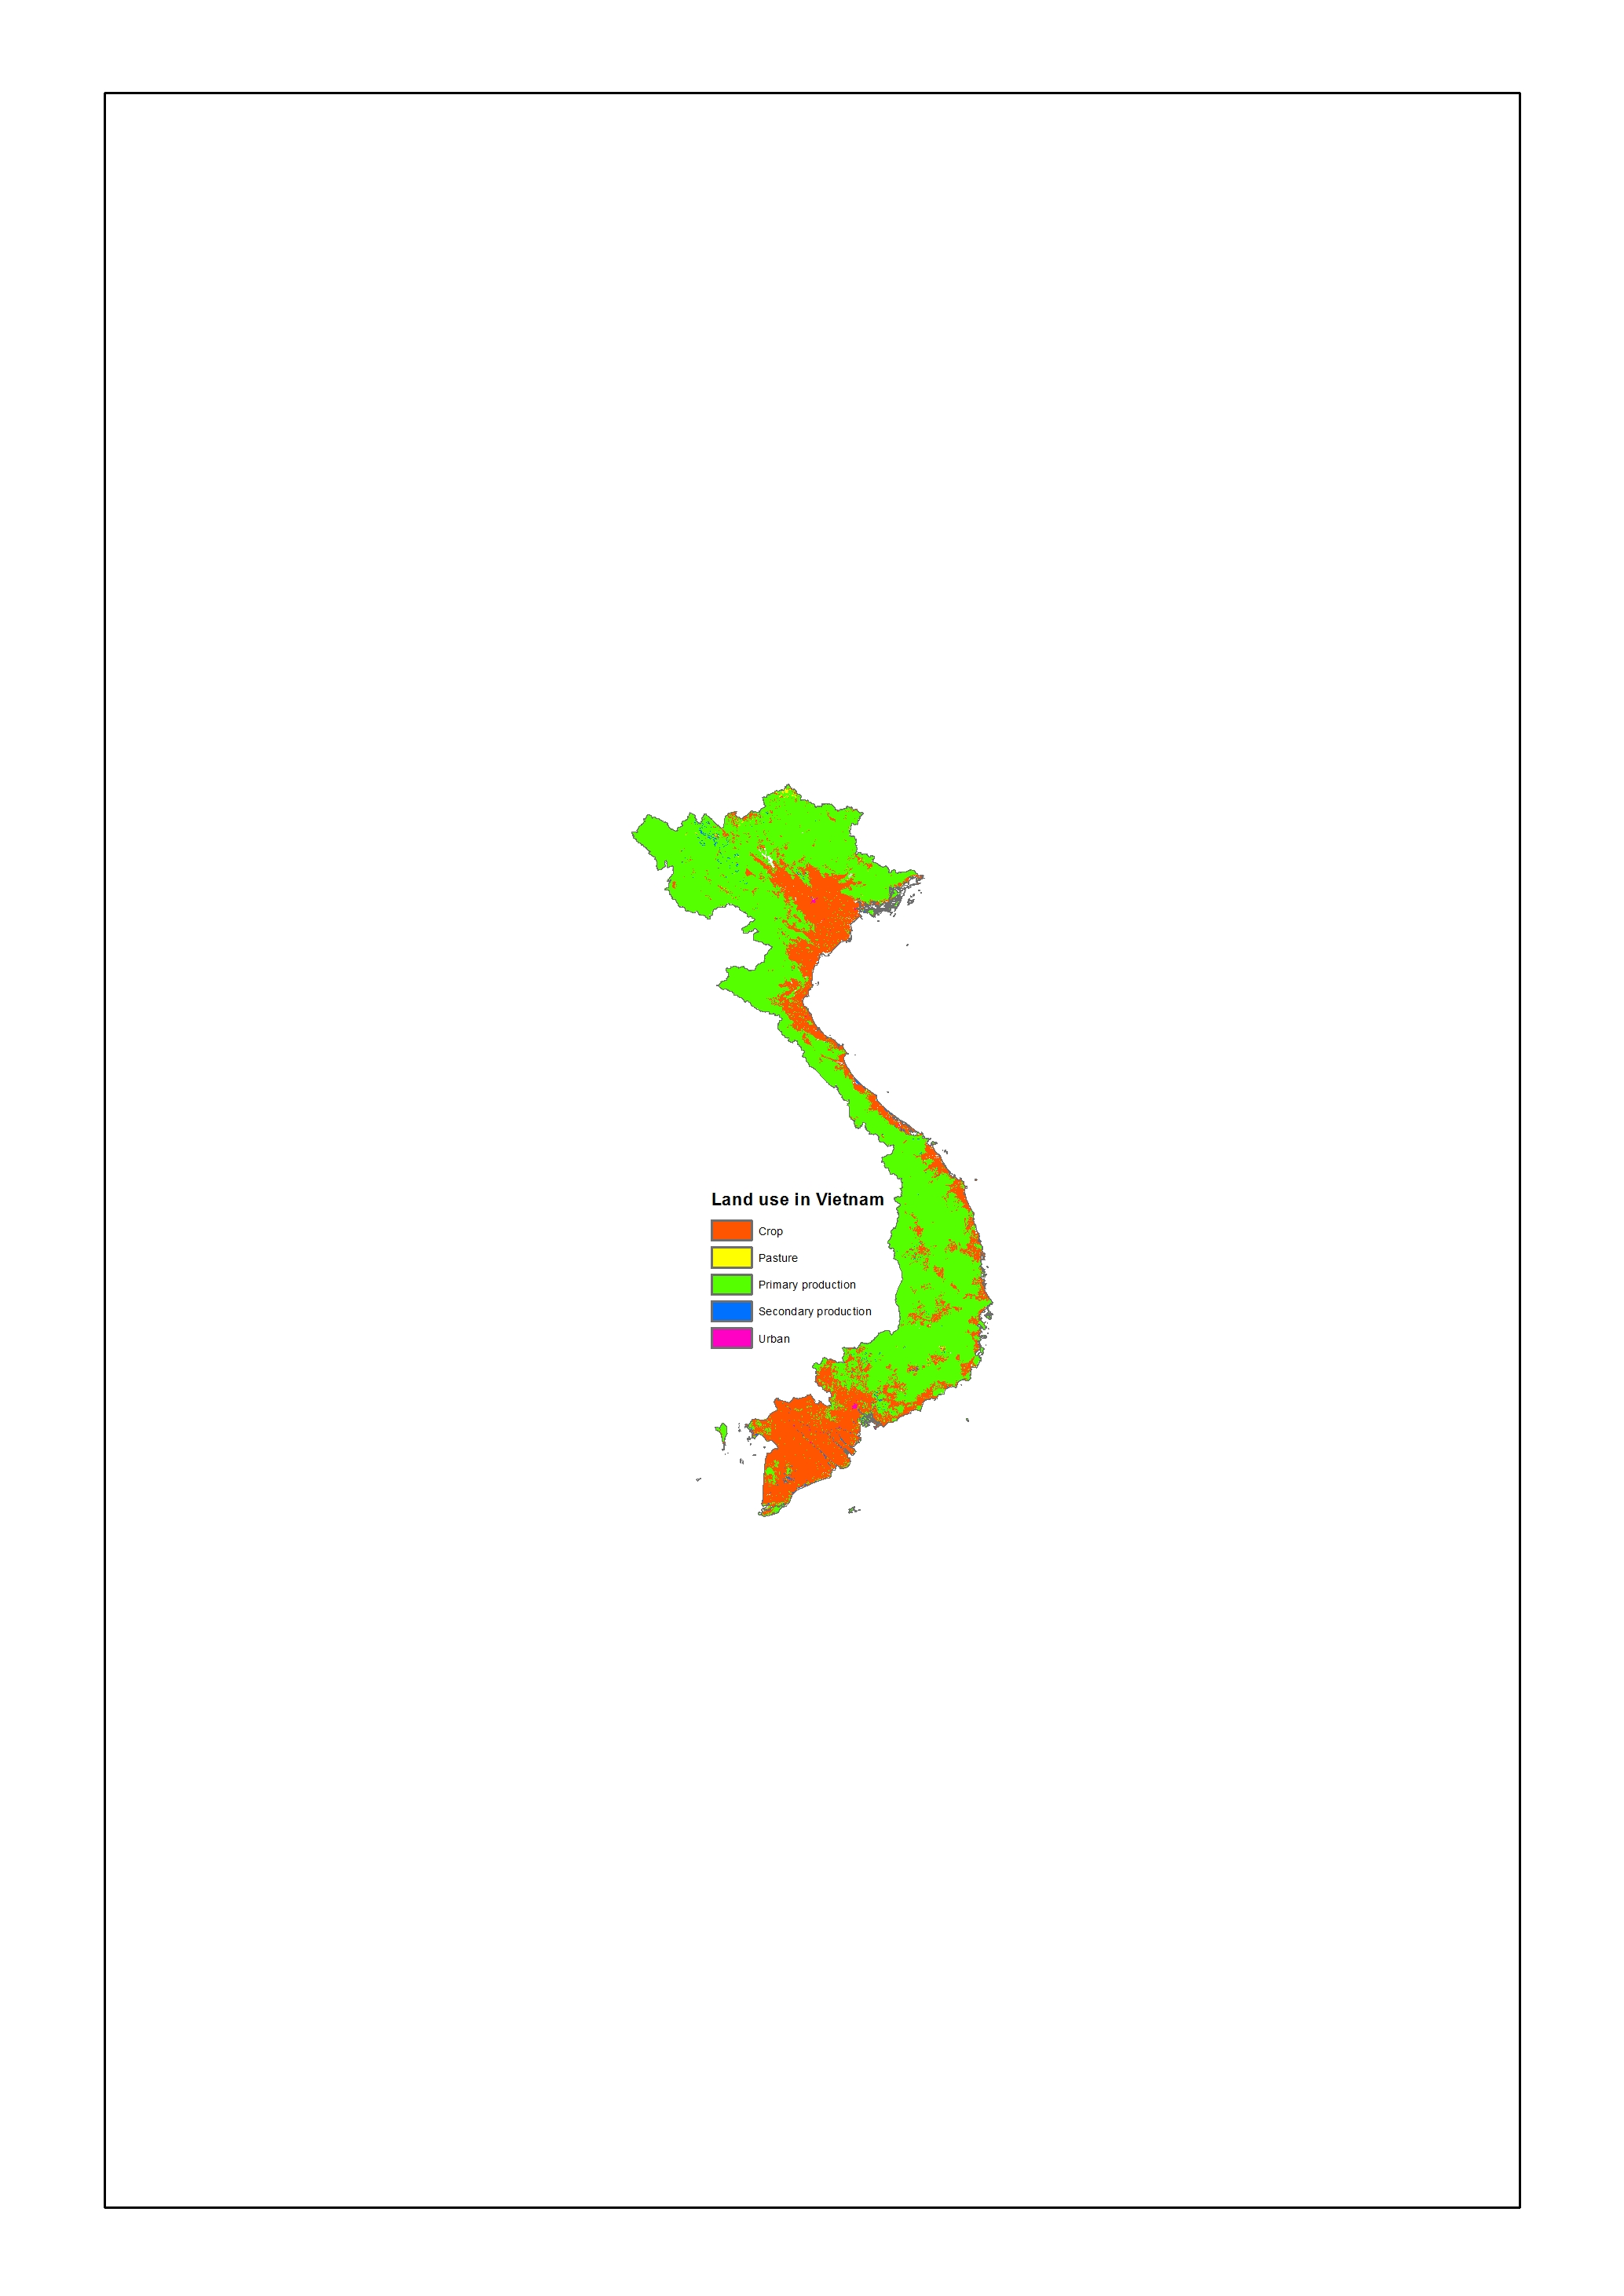 Land use in Vietnam
Crop
Pasture
Primary production
Secondary production
Urban